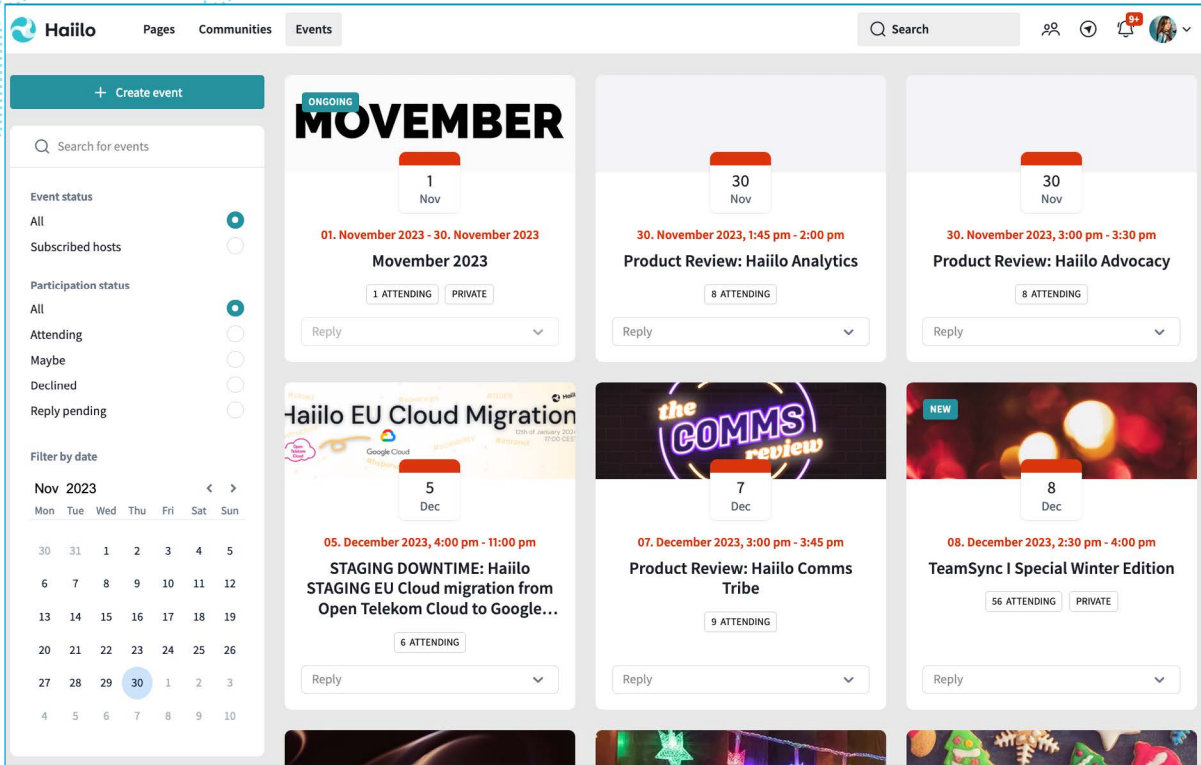 Haiilo
Pages Communities Events
Search
9+
+ Create event
Search for events
Event status
All
Subscribed hosts
Participation status
All
Attending
Maybe
Declined
Reply pending
Filter by date
Nov 2023
Mon Tue Wed Thu Fri Sat Sun
30 31 1 2 3 4 5
6 7 8 9 10 11 12
13 14 15 16 17 18 19
20 21 22 23 24 25 26
27 28 29 30 1 2 3
4 5 6 7 8 9 10
ONGOING
MOVEMBER
1
Nov
01. November 2023 - 30. November 2023
Movember 2023
1 ATTENDING PRIVATE
Reply
30
Nov
30. November 2023, 1:45 pm - 2:00 pm
Product Review: Haiilo Analytics
8 ATTENDING
Reply
30
Nov
30. November 2023, 3:00 pm - 3:30 pm
Product Review: Haiilo Advocacy
8 ATTENDING
Reply
Haiilo EU Cloud Migration
12th of January 2024
17:00 CEST
Open Telekom Cloud
Google Cloud
5
Dec
05. December 2023, 4:00 pm - 11:00 pm
STAGING DOWNTIME: Haiilo
STAGING EU Cloud migration from
Open Telekom Cloud to Google...
6 ATTENDING
Reply
the
COMMS
review
7
Dec
07. December 2023, 3:00 pm - 3:45 pm
Product Review: Haiilo Comms
Tribe
9 ATTENDING
Reply
NEW
8
Dec
08. December 2023, 2:30 pm - 4:00 pm
TeamSync I Special Winter Edition
56 ATTENDING PRIVATE
Reply